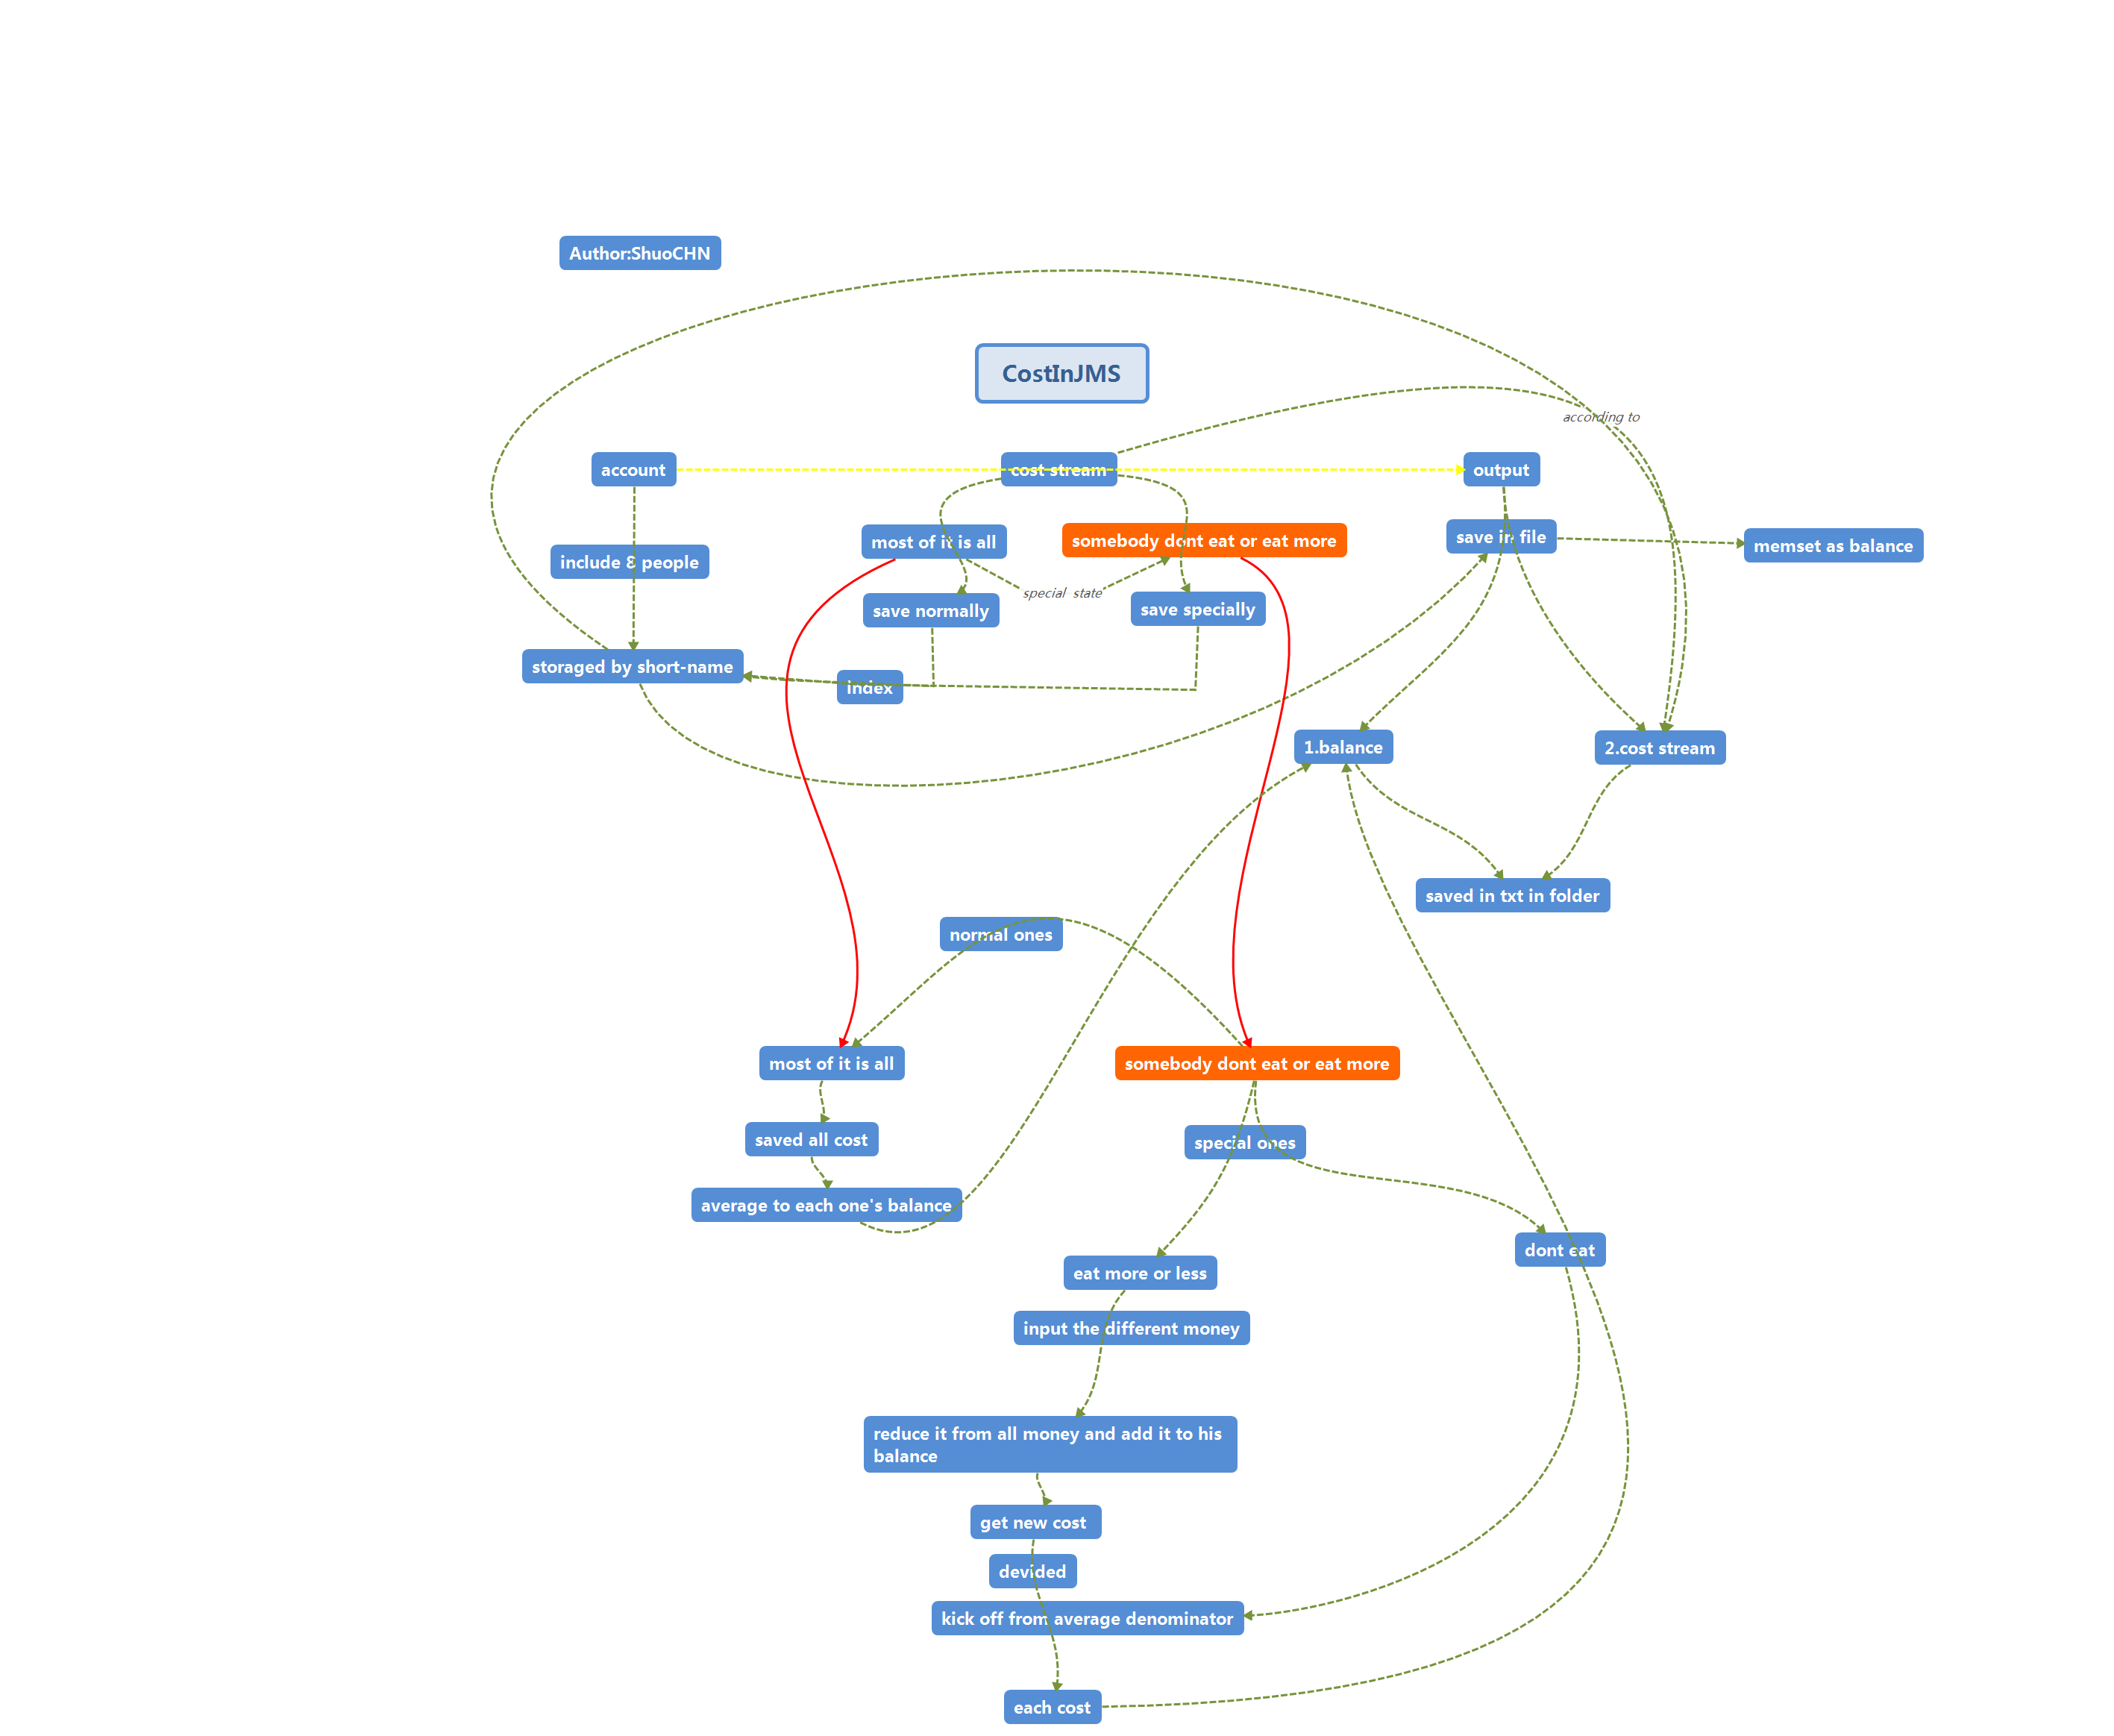 Author:ShuoCHN
CostInJMS
according to
account
cost stream
output
save in file
most of it is all
somebody dont eat or eat more
memset as balance
include 8 people
special  state
save normally
save specially
storaged by short-name
index
1.balance
2.cost stream
saved in txt in folder
normal ones
most of it is all
somebody dont eat or eat more
saved all cost
special ones
average to each one's balance
dont eat
eat more or less
input the different money
reduce it from all money and add it to his
balance
get new cost
devided
kick off from average denominator
each cost